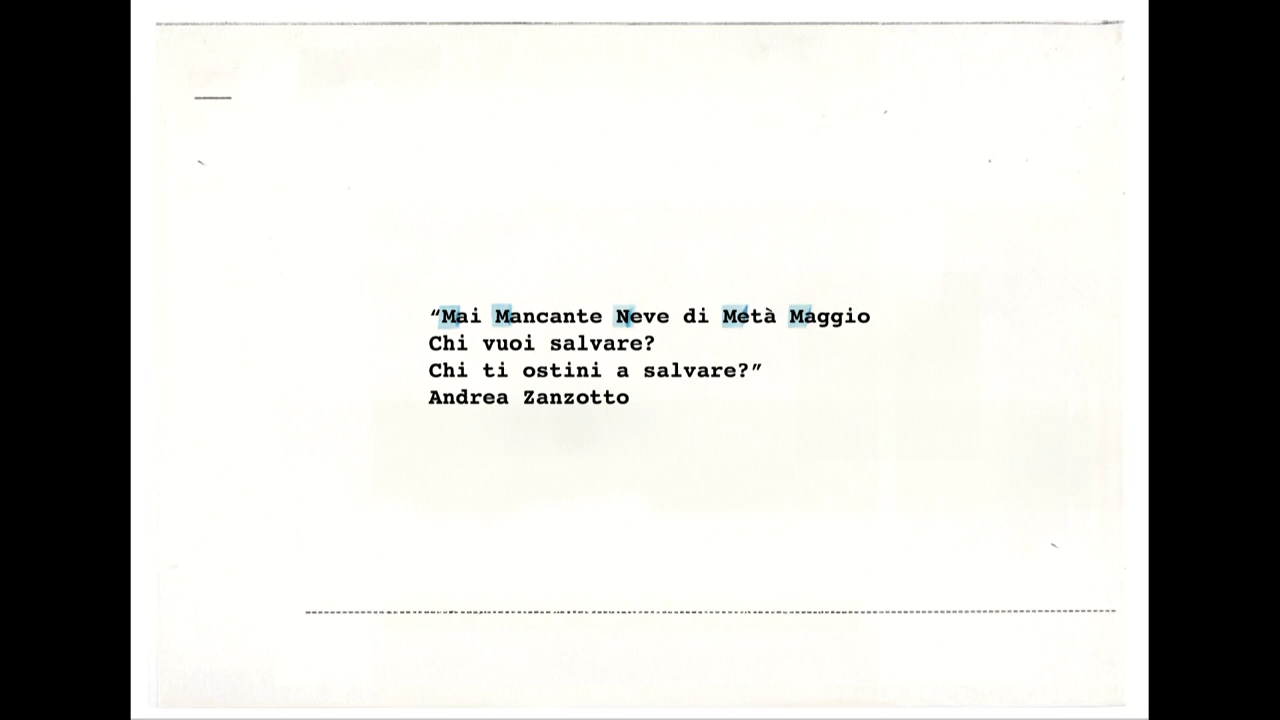 “Mai Mancante Neve di Metà Maggio
Chi vuoi salvare?
Chi ti ostini a salvare?”
Andrea Zanzotto